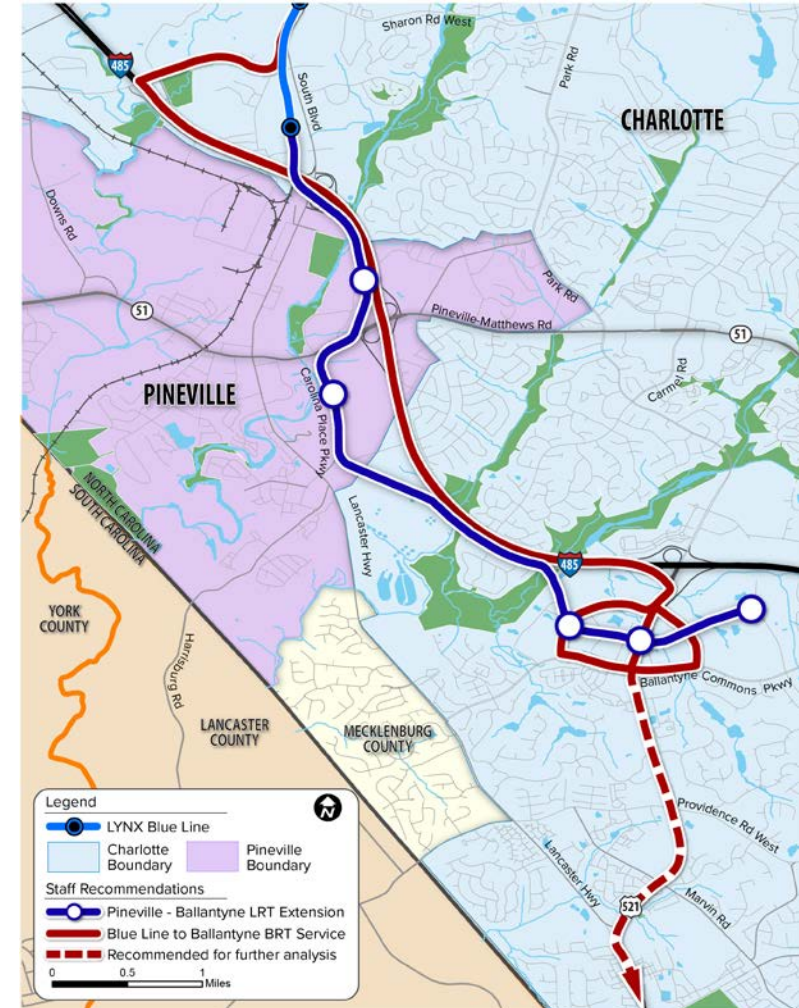 Sharon Rd West
485
South Blvd
Park Rd
CHARLOTTE
Downs Rd
Park Rd
51
Pineville-Matthews Rd
51
PINEVILLE
Carolina Place Pkwy
Carmel Rd
NORTH CAROLINA
SOUTH CAROLINA
Lancaster Hwy
485
YORK
COUNTY
Harrisburg Rd
Ballantyne Commons Pkwy
LANCASTER
COUNTY
MECKLENBURG
COUNTY
Providence Rd West
Lancaster Hwy
Marvin Rd
521
Legend
N
LYNX Blue Line
Charlotte
Boundary
Pineville
Boundary
Staff Recommendations
Pineville - Ballantyne LRT Extension
Blue Line to Ballantyne BRT Service
Recommended for further analysis
0 0.5 1
Miles